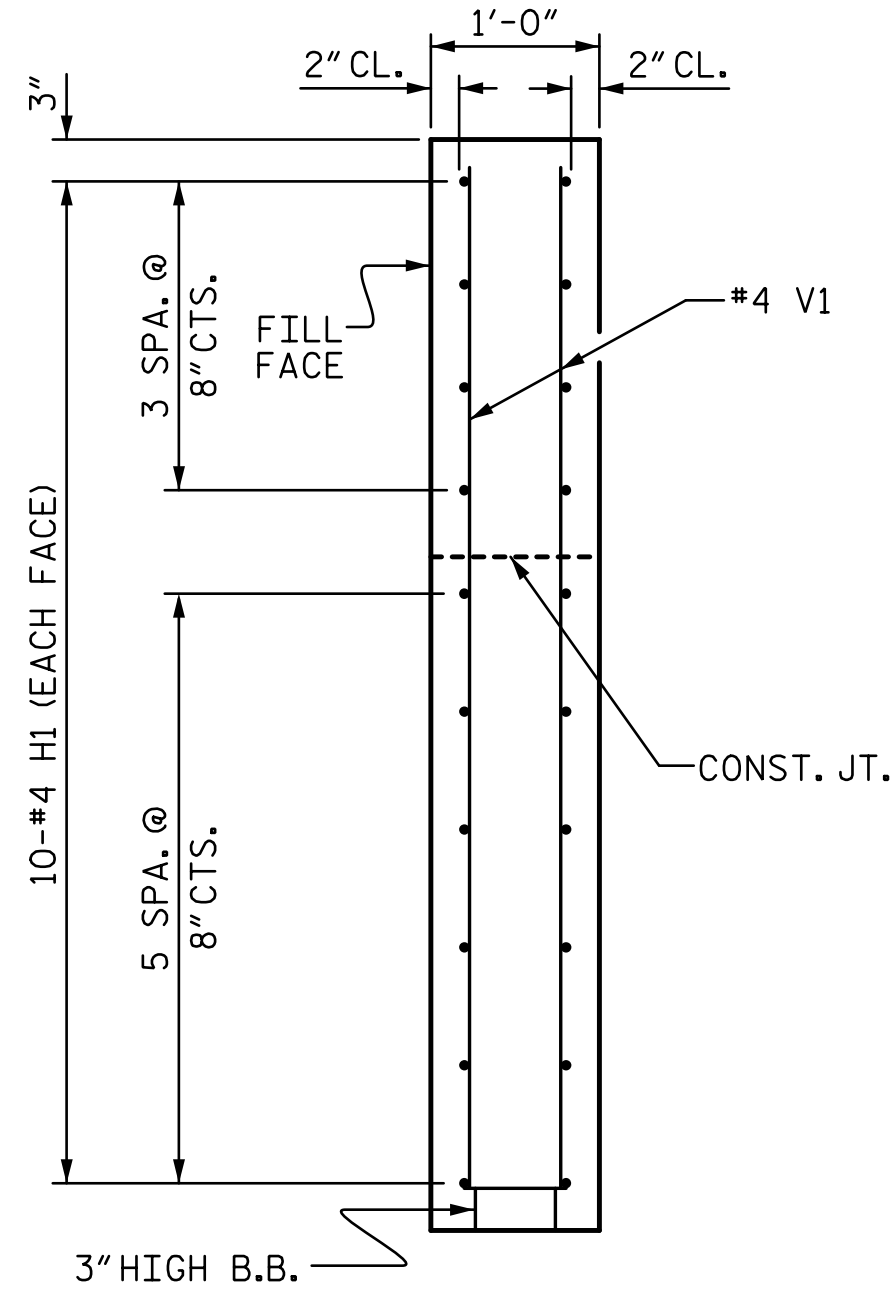 1'-0"
2" CL.
2" CL.
3"
3 SPA. @
8" CTS.
FILL
FACE
#4 V1
10-#4 H1 (EACH FACE)
CONST. JT.
5 SPA. @
8" CTS.
3" HIGH B.B.